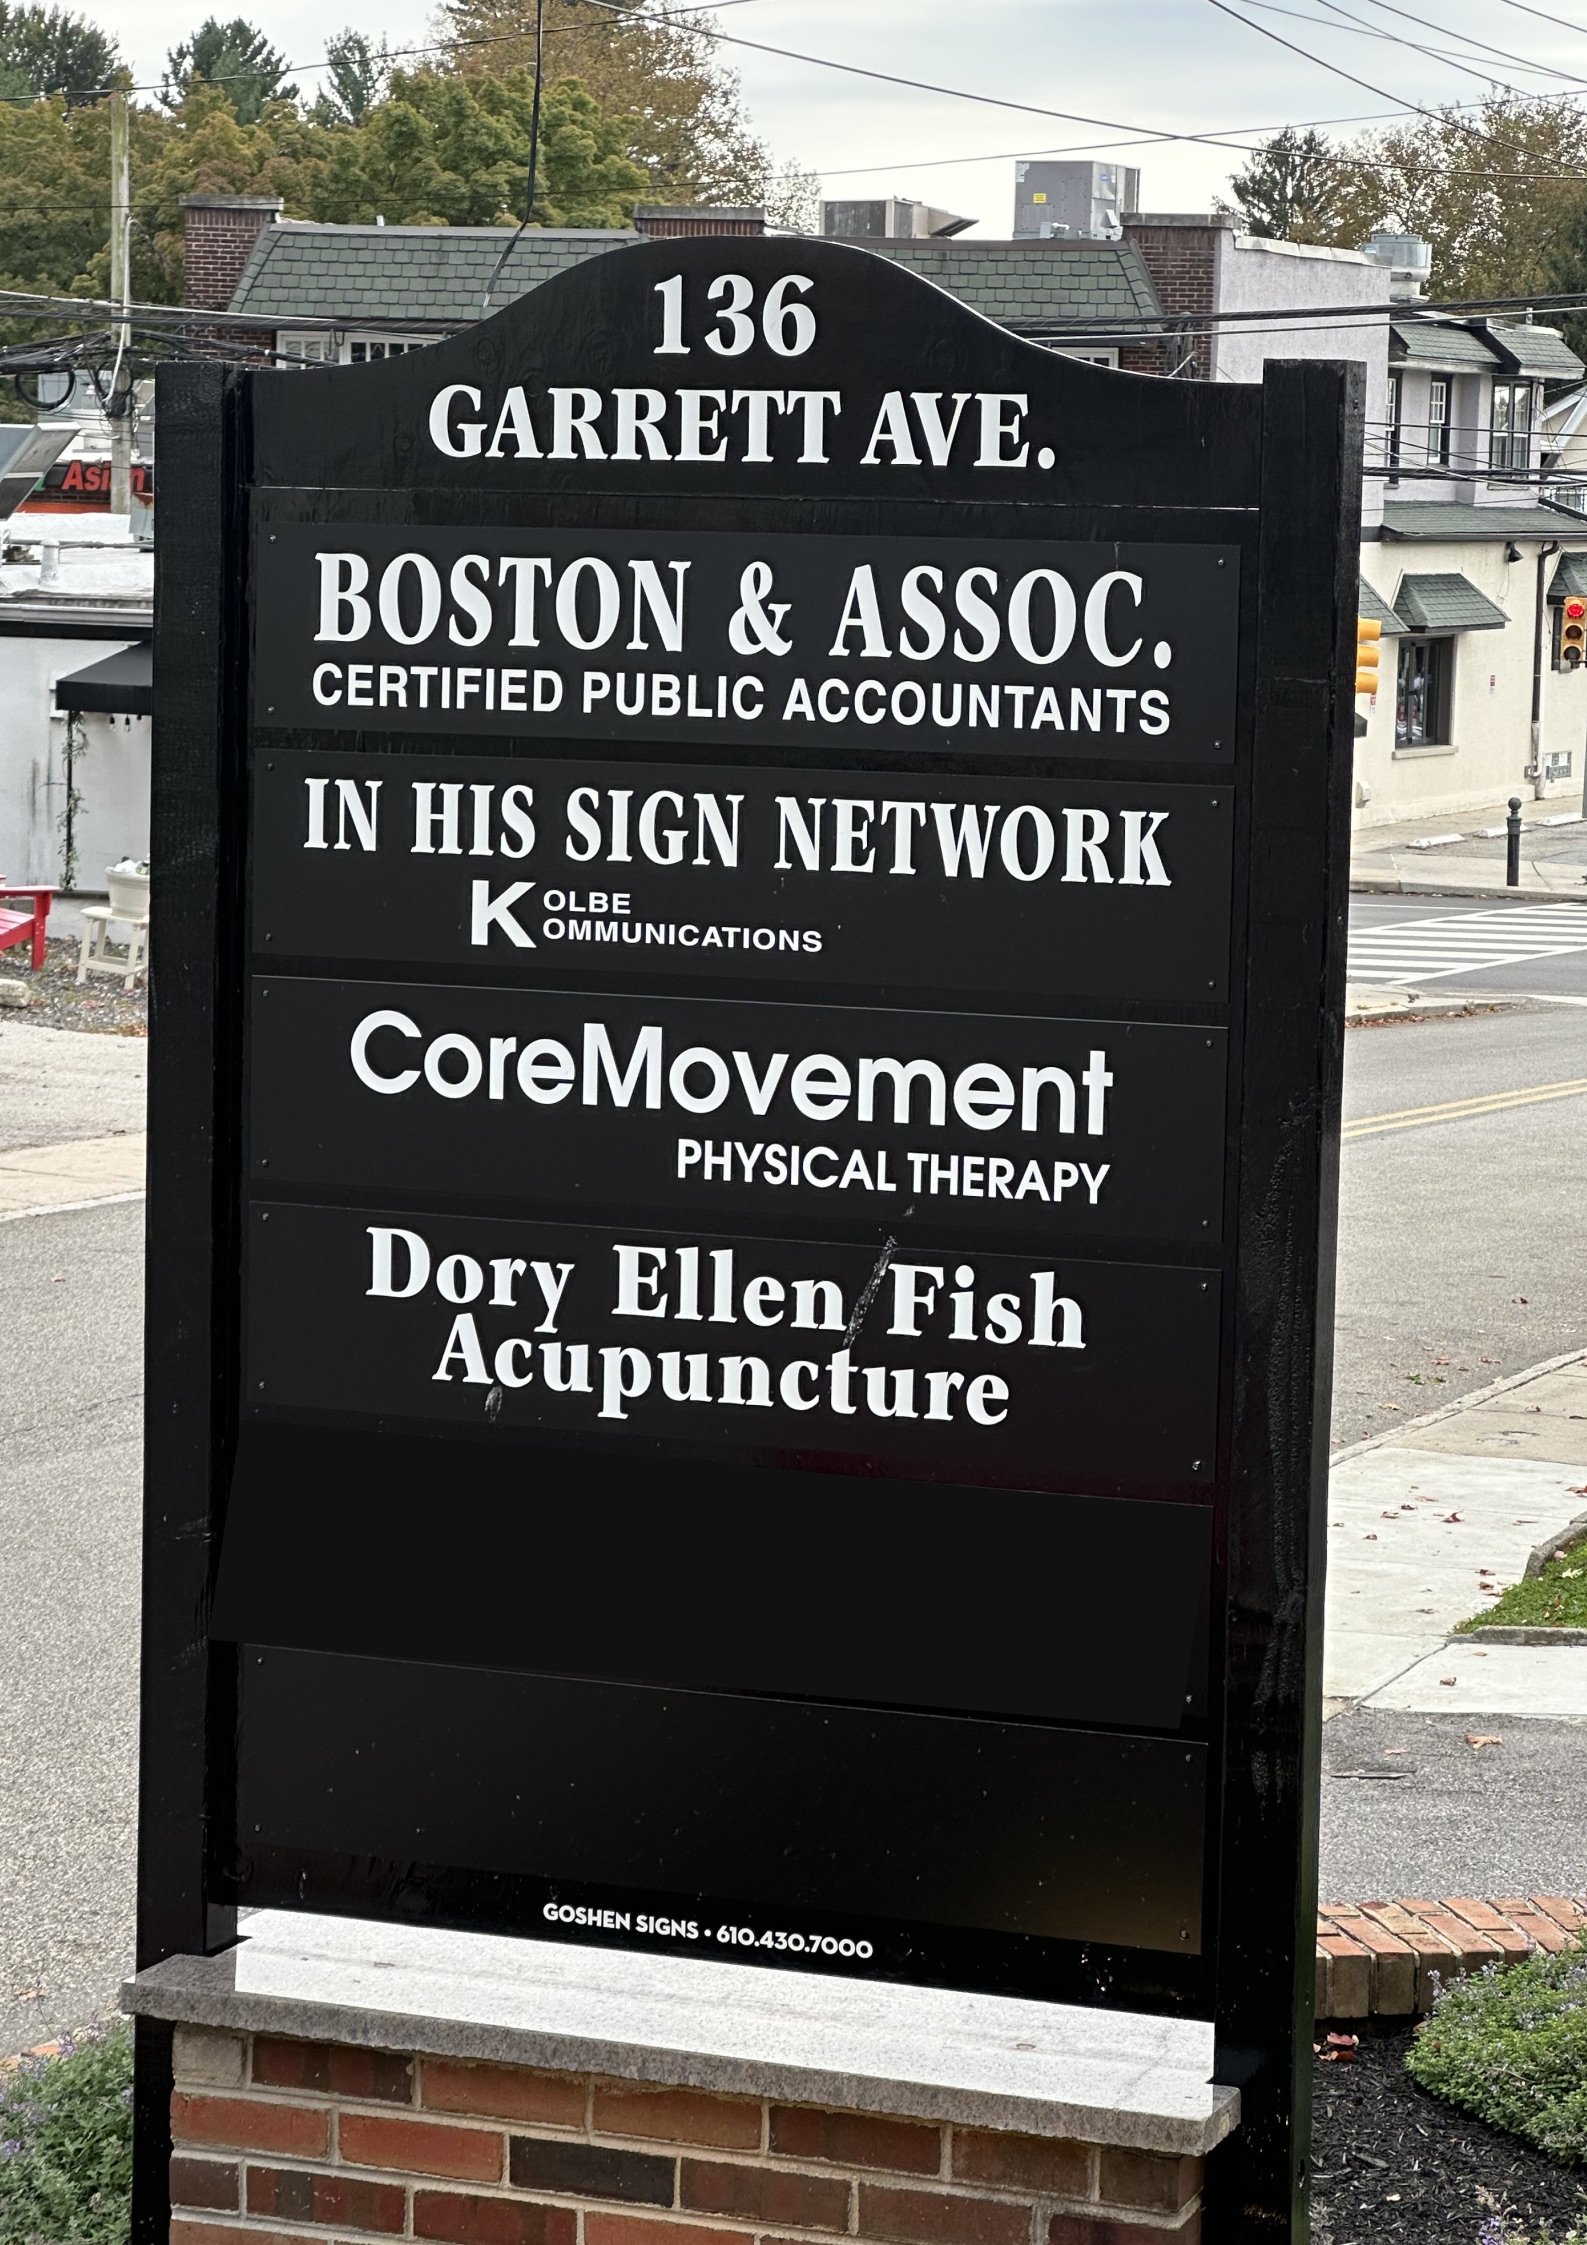 136
GARRETT AVE.
BOSTON & ASSOC.
CERTIFIED PUBLIC ACCOUNTANTS
IN HIS SIGN NETWORK
KOLBE
KOMMUNICATIONS
CoreMovement
PHYSICAL THERAPY
Dory Ellen Fish
Acupuncture
GOSHEN SIGNS • 610.430.7000
Asian